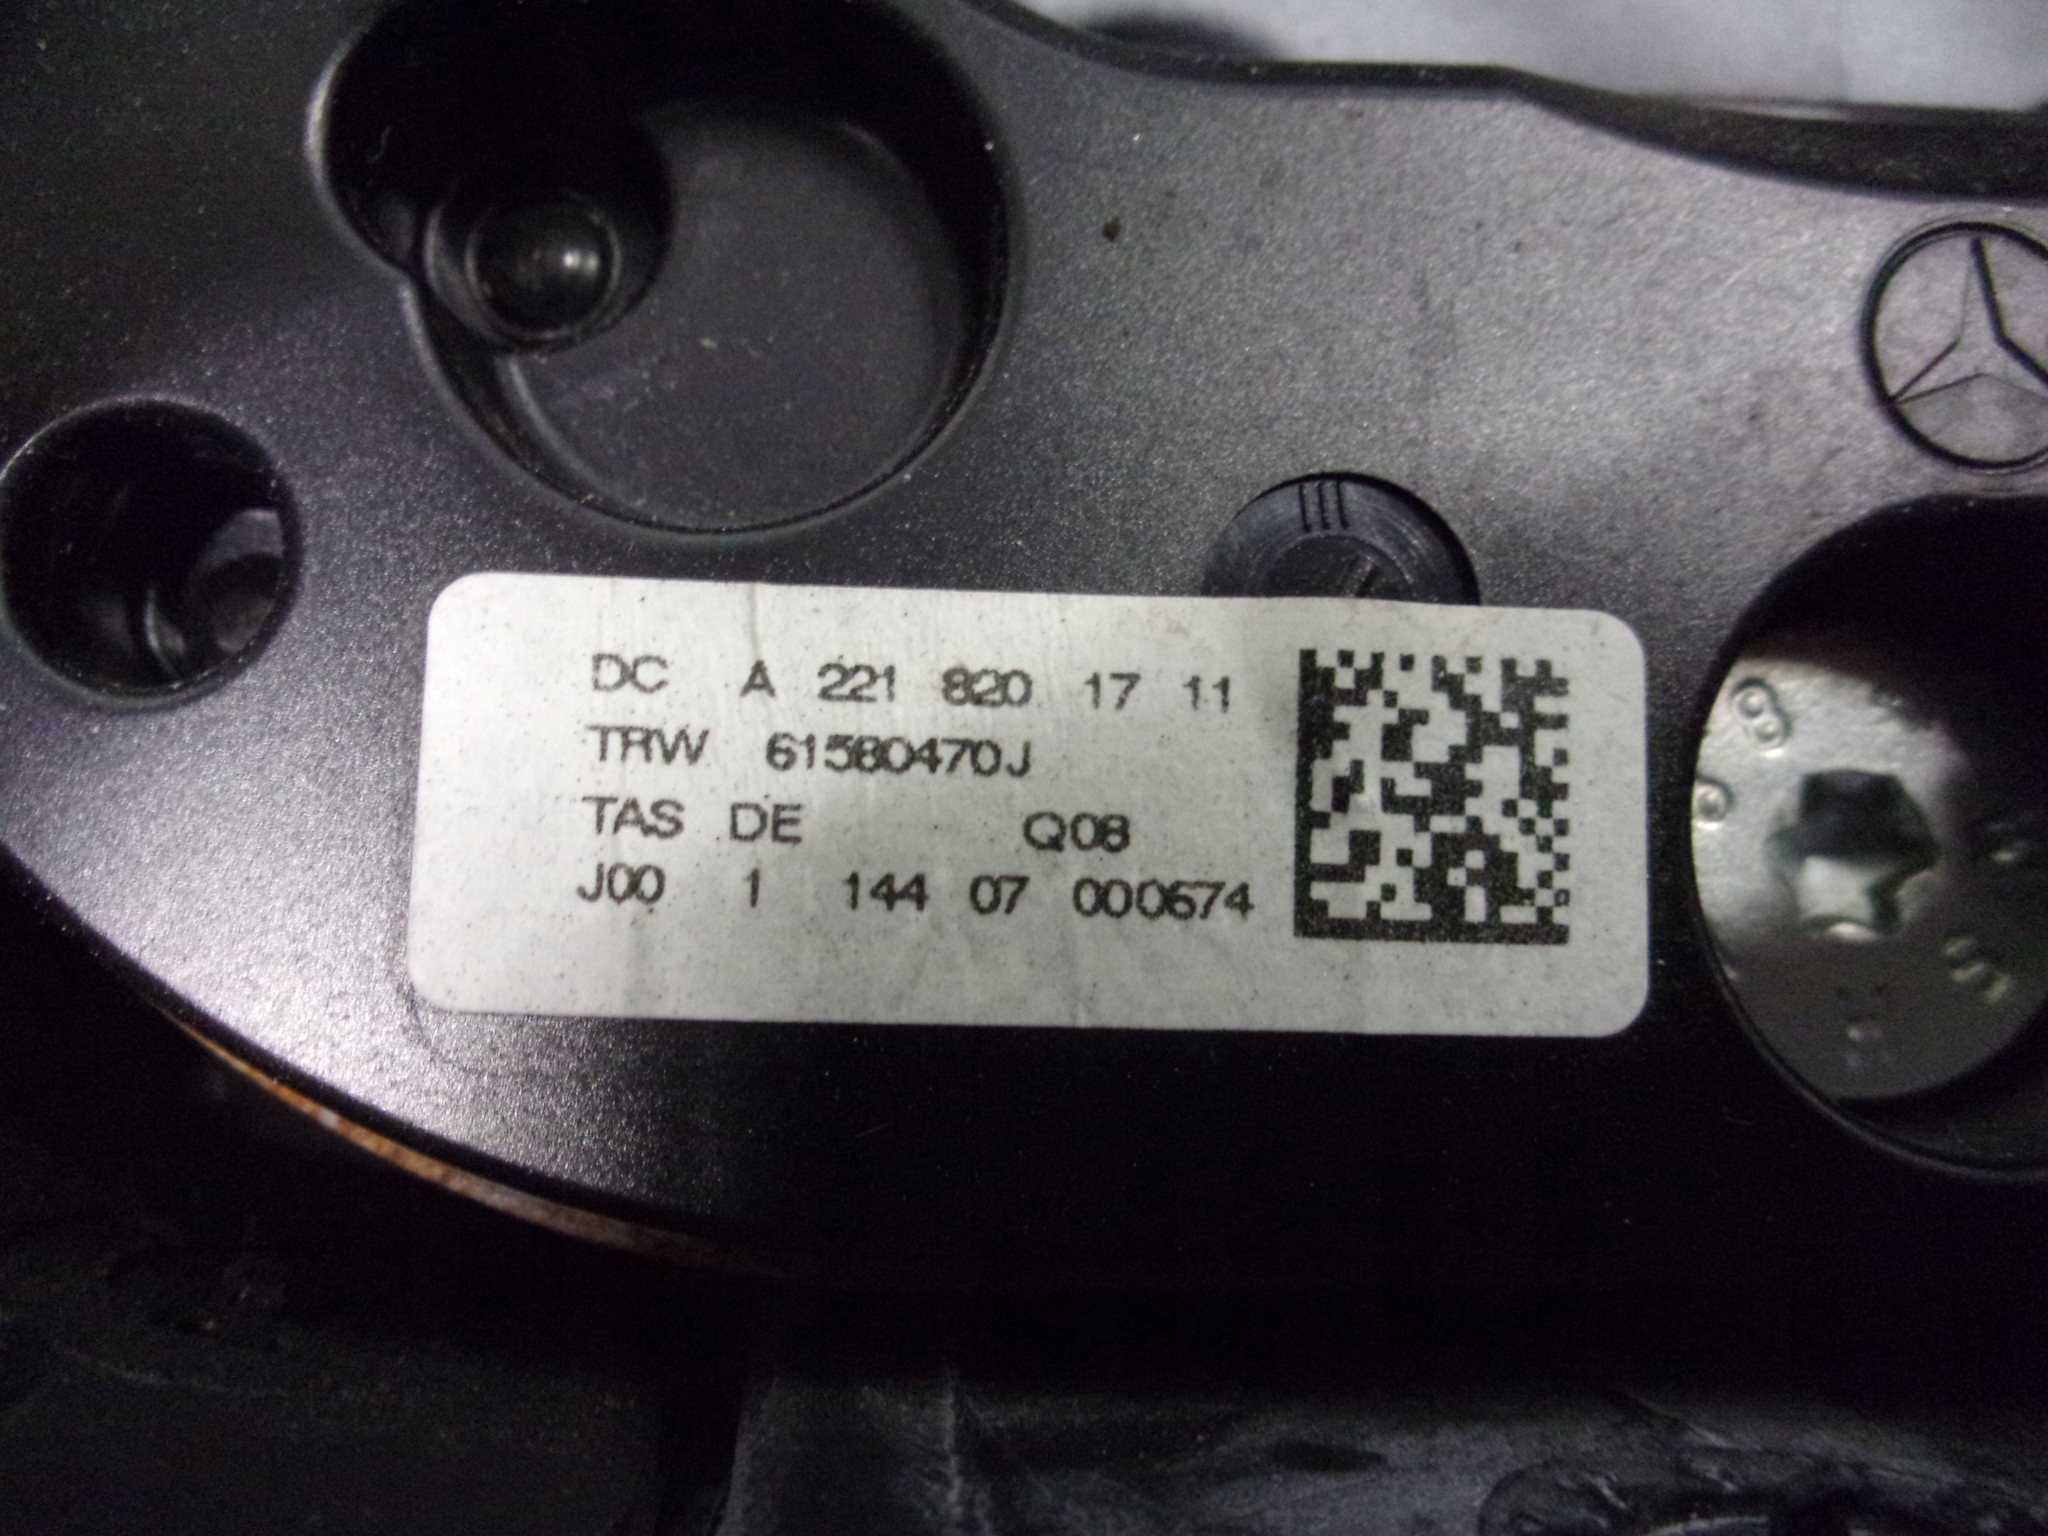 DC A 221 820 17 11
TRW 61580470J
TAS DE Q08
J00 1 144 07 000674